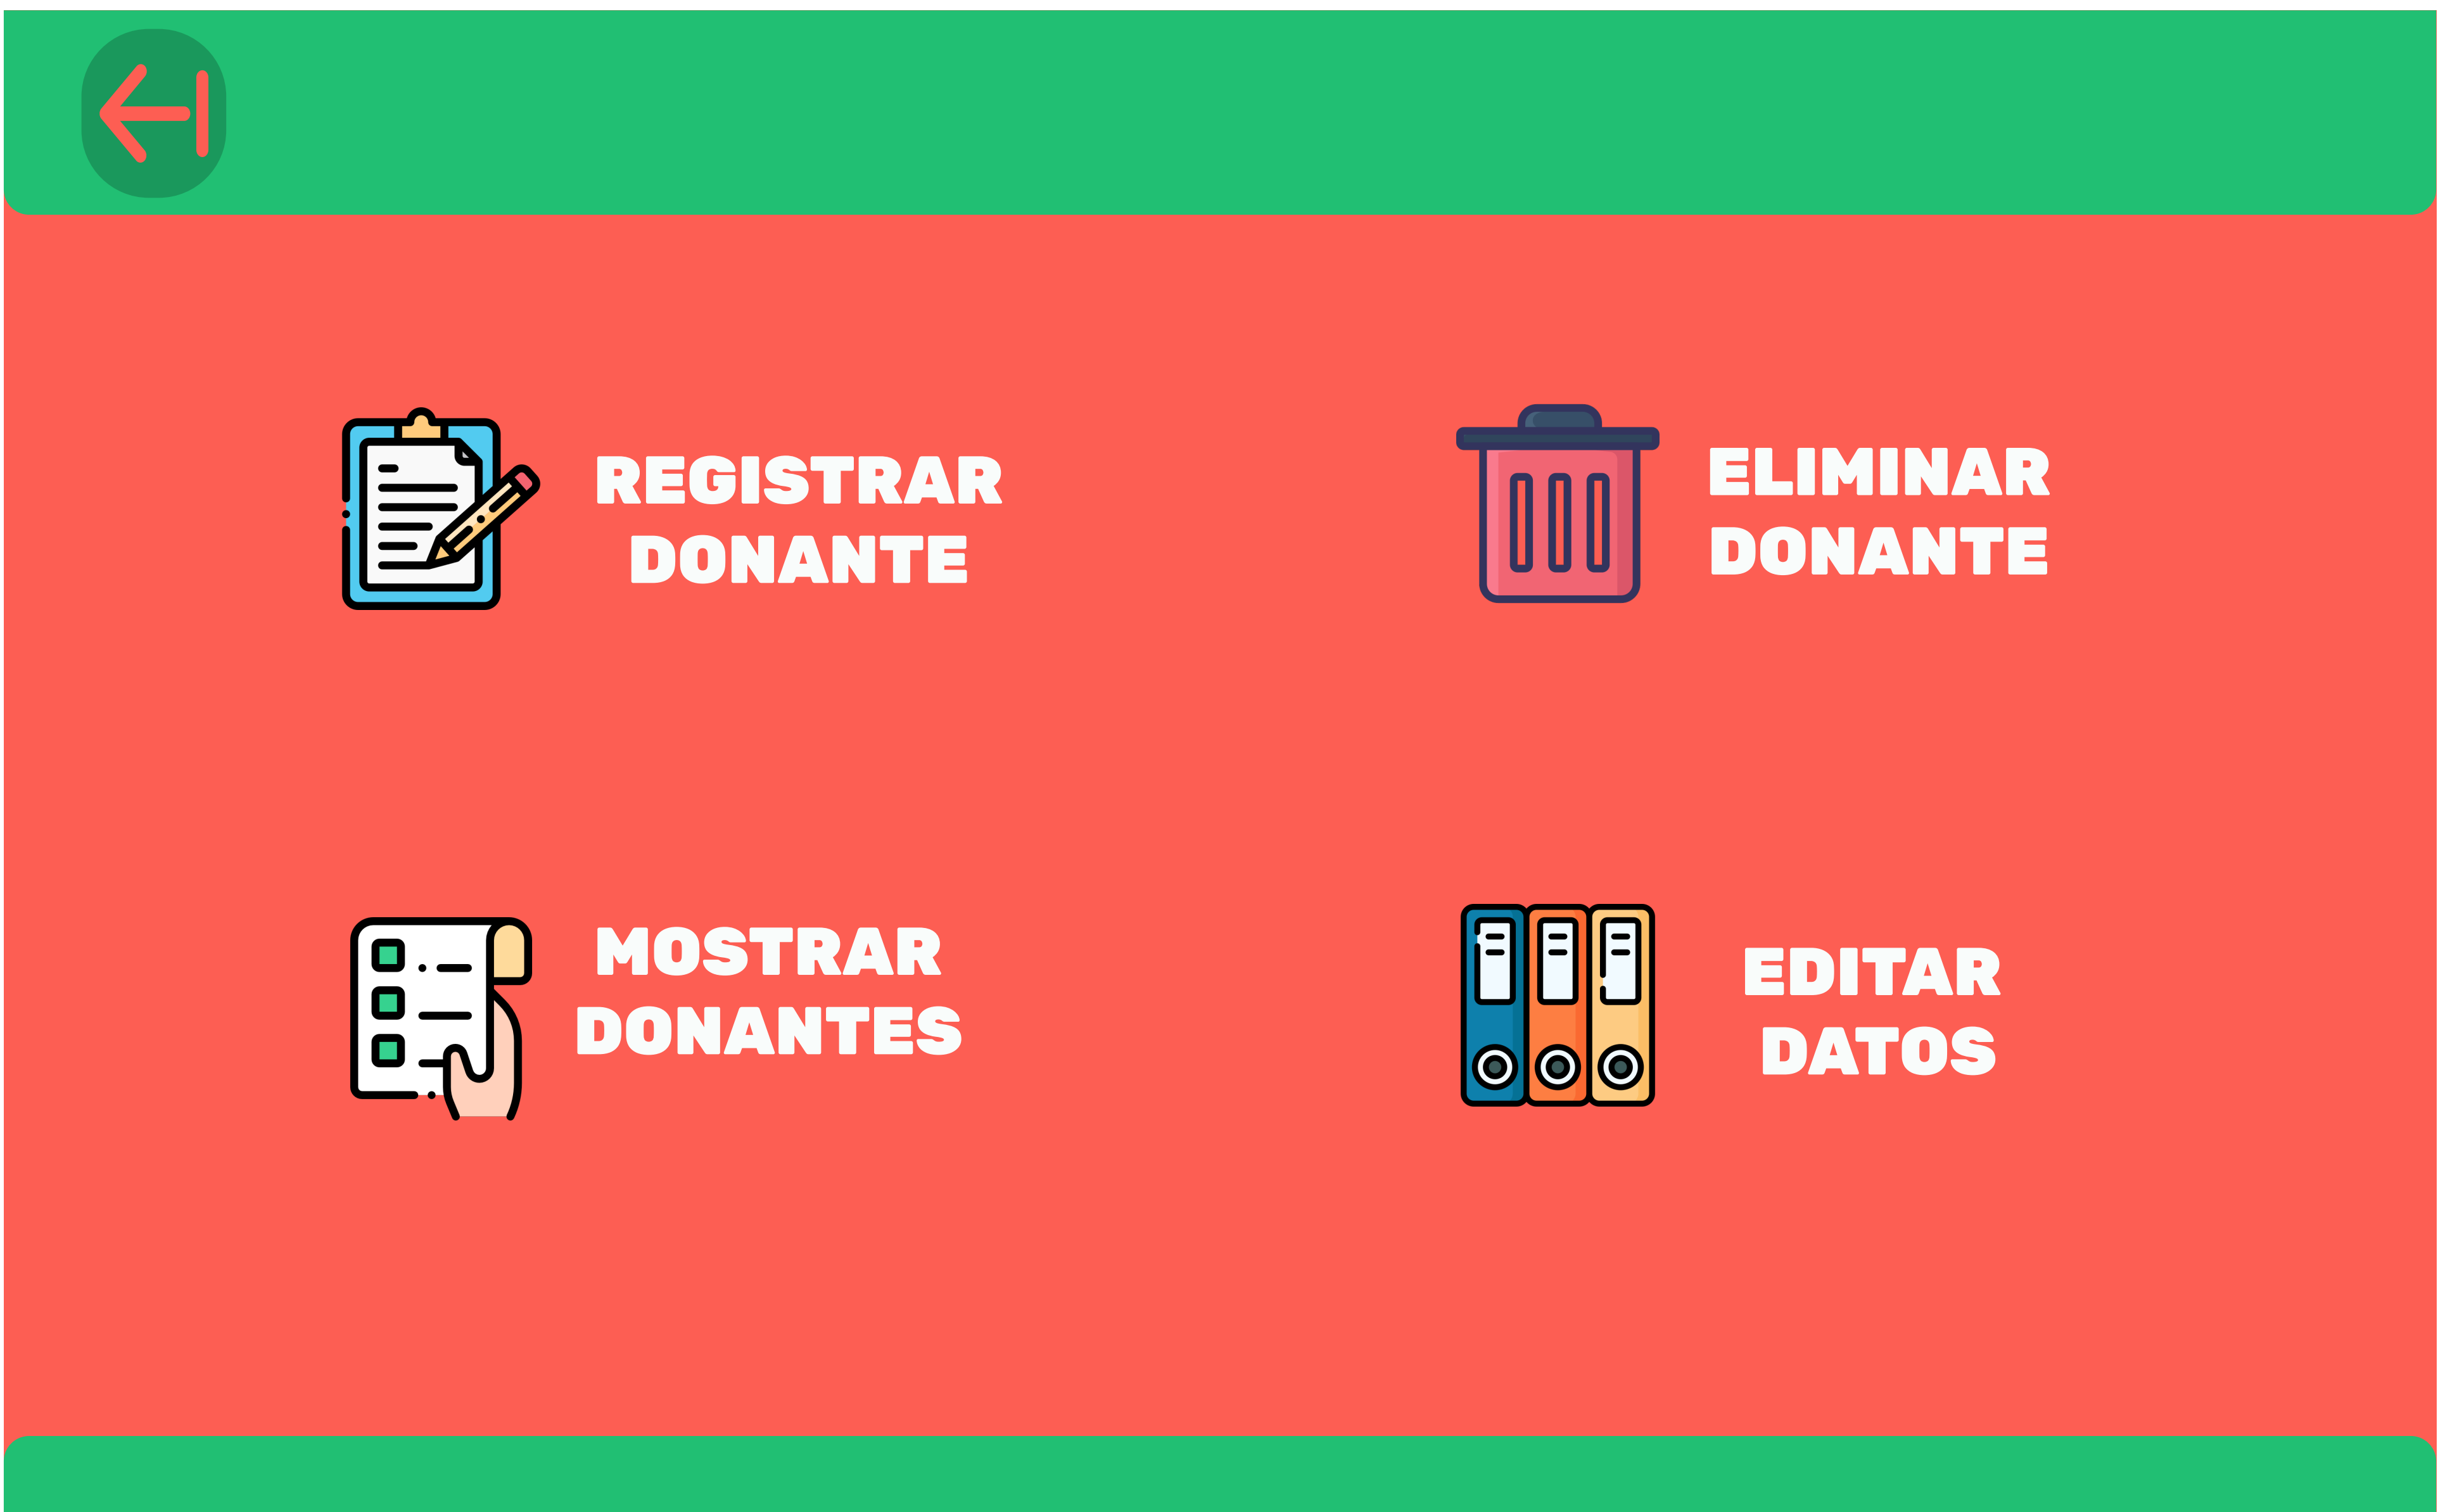 REGISTRAR
DONANTE
ELIMINAR
DONANTE
MOSTRAR
DONANTES
EDITAR
DATOS